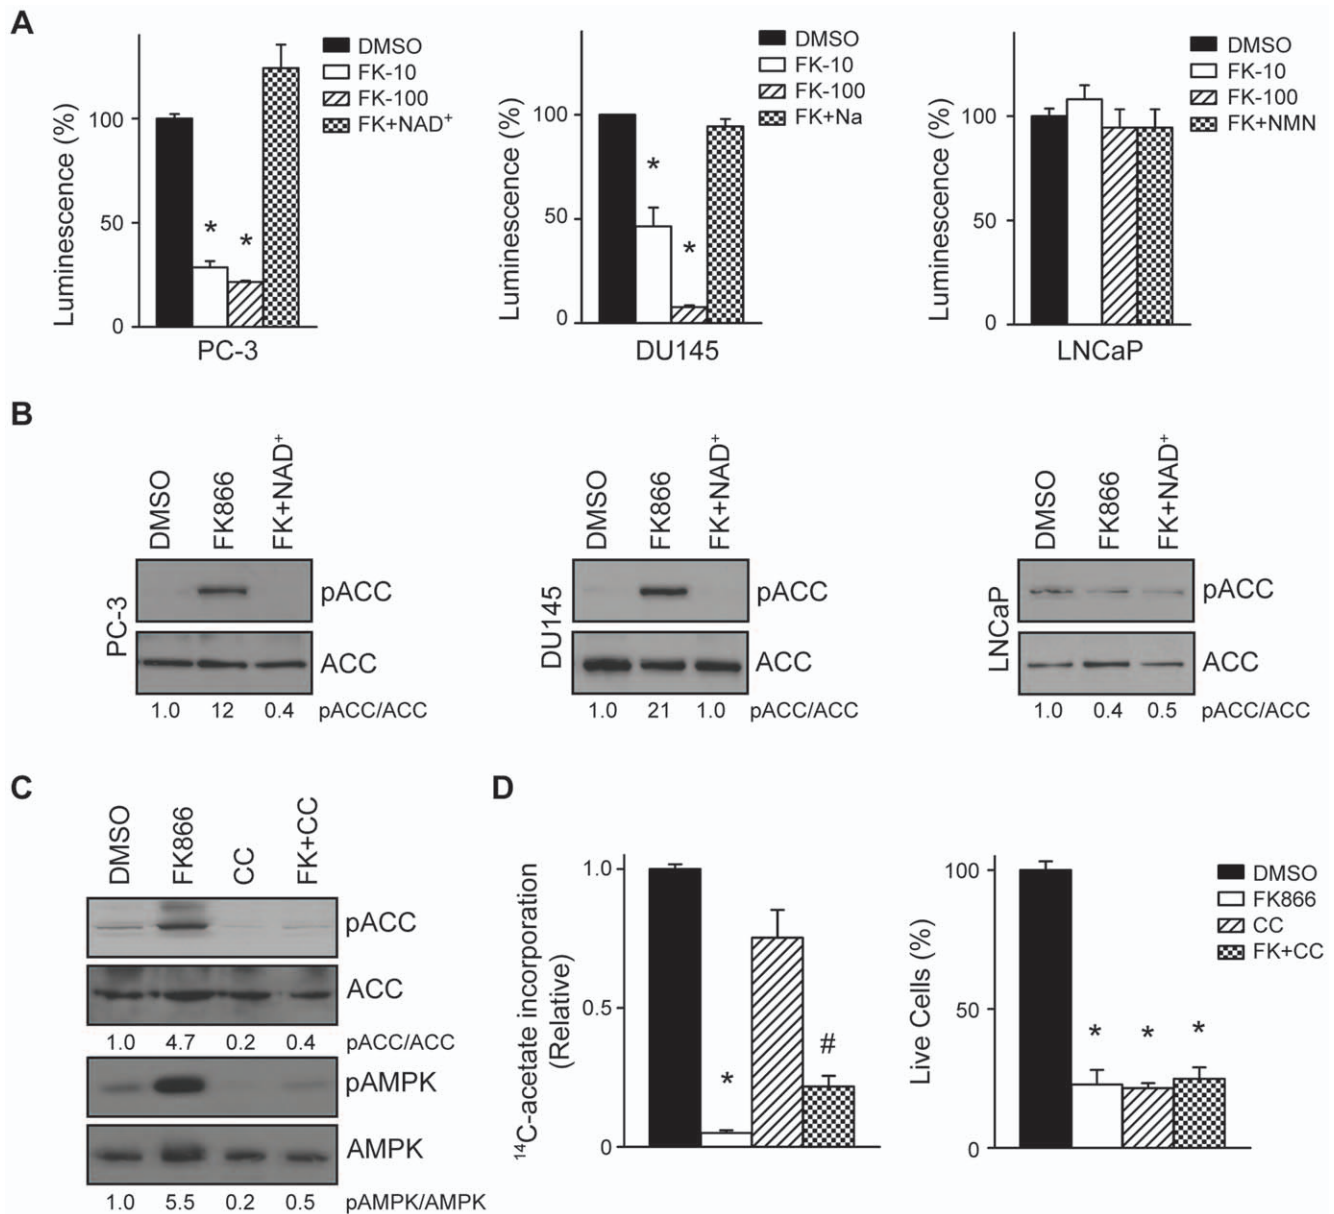 A
Luminescence (%)
100
50
0
*
*
DMSO
FK-10
FK-100
FK+NAD+
PC-3
Luminescence (%)
100
50
0
*
*
DMSO
FK-10
FK-100
FK+Na
DU145
Luminescence (%)
100
50
0
DMSO
FK-10
FK-100
FK+NMN
LNCaP
B
DMSO
FK866
FK+NAD+
PC-3
pACC
ACC
1.0 12 0.4 pACC/ACC
DMSO
FK866
FK+NAD+
DU145
pACC
ACC
1.0 21 1.0 pACC/ACC
DMSO
FK866
FK+NAD+
LNCaP
pACC
ACC
1.0 0.4 0.5 pACC/ACC
C
DMSO
FK866
CC
FK+CC
pACC
ACC
1.0 4.7 0.2 0.4 pACC/ACC
pAMPK
AMPK
1.0 5.5 0.2 0.5 pAMPK/AMPK
D
14C-acetate incorporation
(Relative)
1.0
0.5
0
*
#
Live Cells (%)
100
50
0
*
*
*
DMSO
FK866
CC
FK+CC